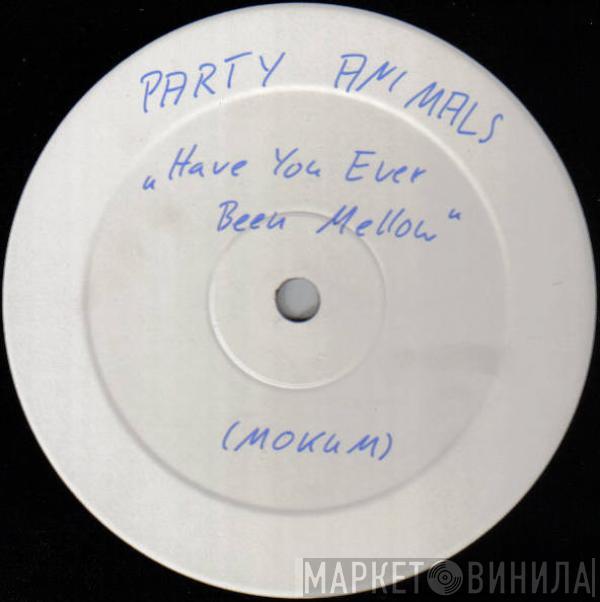 PARTY ANIMALS
„Have You Ever
Been Mellow“
(MOKUM)
МАРКЕТ ВИНИЛА